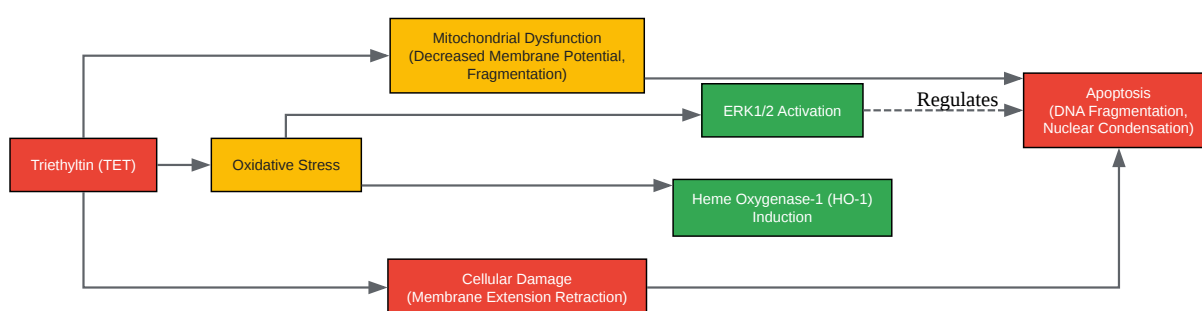 Mitochondrial Dysfunction
(Decreased Membrane Potential,
Fragmentation)
ERK1/2 Activation
Regulates
Apoptosis
(DNA Fragmentation,
Nuclear Condensation)
Triethyltin (TET)
Oxidative Stress
Heme Oxygenase-1 (HO-1)
Induction
Cellular Damage
(Membrane Extension Retraction)